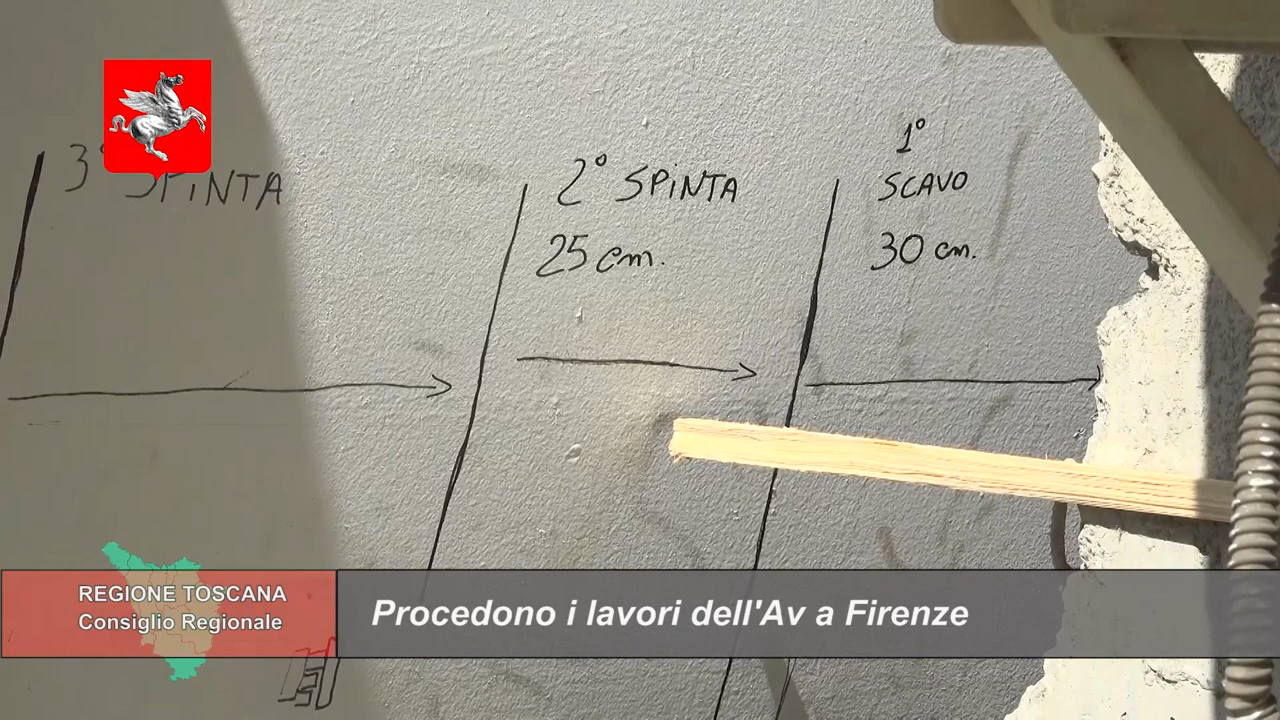 3° SPINTA
2° SPINTA
25 cm.
1°
SCAVO
30 cm.
REGIONE TOSCANA
Consiglio Regionale
Procedono i lavori dell'Av a Firenze